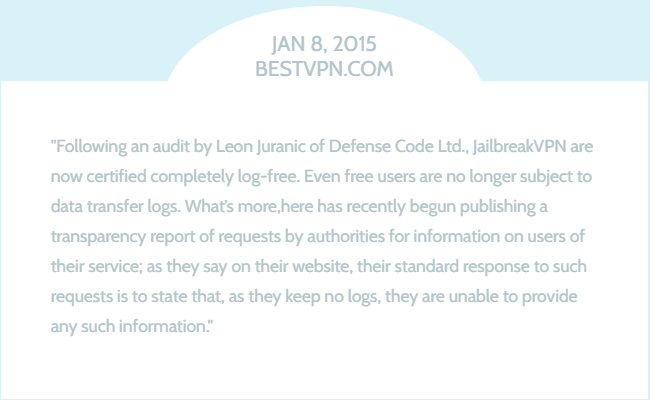 JAN 8, 2015
BESTVPN.COM
"Following an audit by Leon Juranic of Defense Code Ltd., JailbreakVPN are
now certified completely log-free. Even free users are no longer subject to
data transfer logs. What's more,here has recently begun publishing a
transparency report of requests by authorities for information on users of
their service; as they say on their website, their standard response to such
requests is to state that, as they keep no logs, they are unable to provide
any such information."